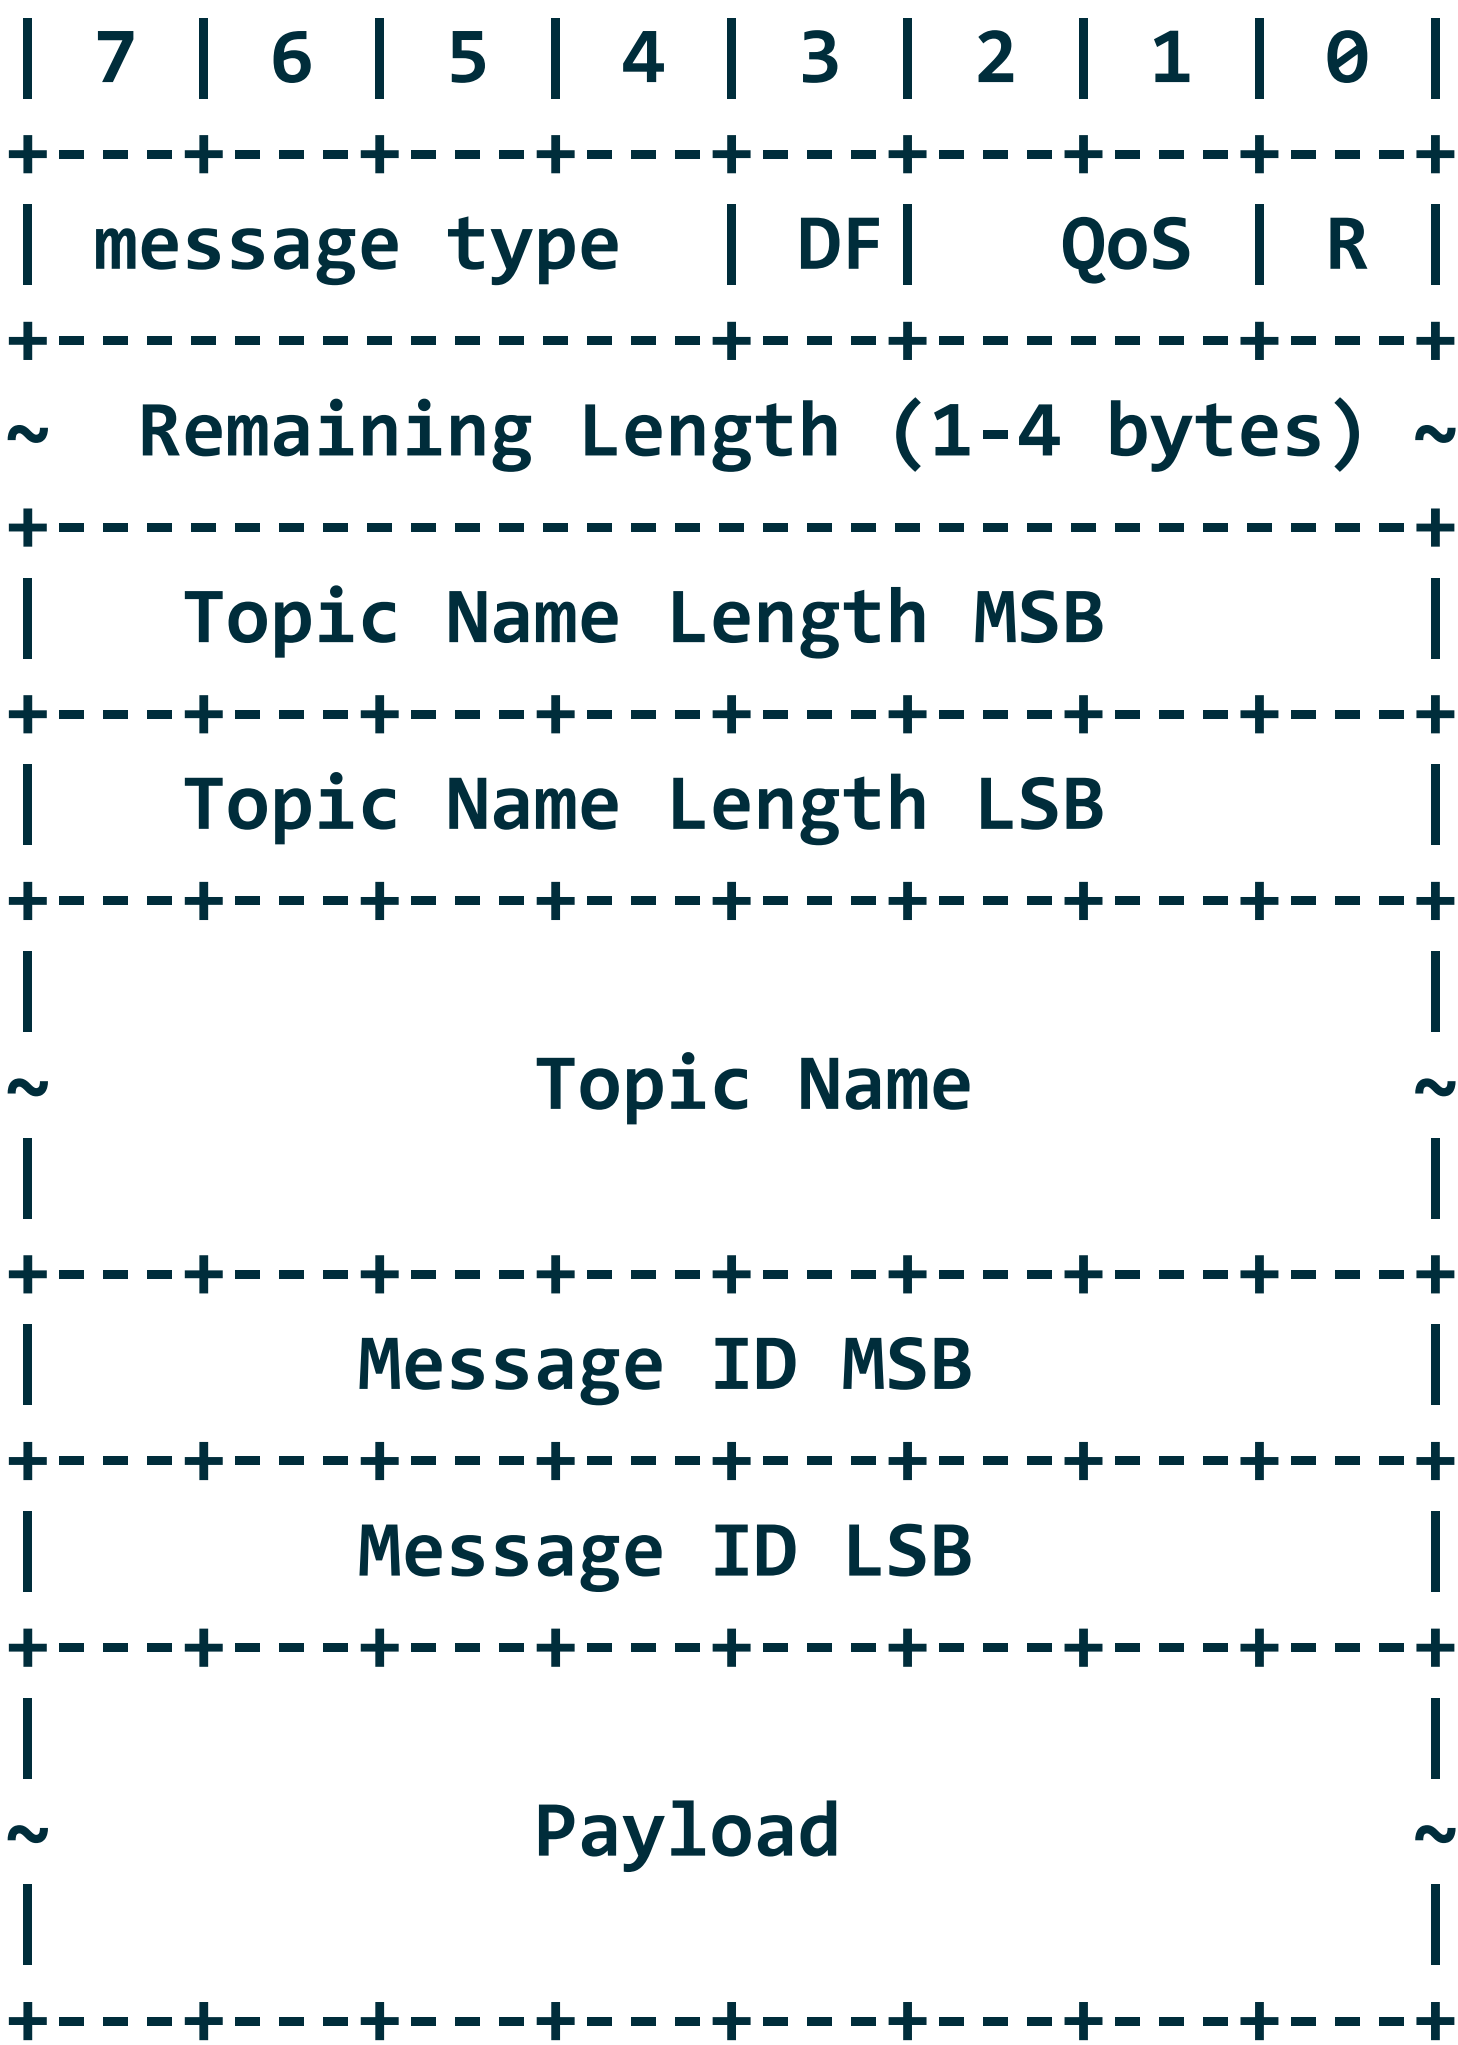 | 7 | 6 | 5 | 4 | 3 | 2 | 1 | 0 |
+---+---+---+---+---+---+---+---+
| message type  | DF|   QoS | R |
+---------------+---+-------+---+
~  Remaining Length (1-4 bytes) ~
+-------------------------------+
|   Topic Name Length MSB       |
+---+---+---+---+---+---+---+---+
|   Topic Name Length LSB       |
+---+---+---+---+---+---+---+---+
|                               |
~           Topic Name          ~
|                               |
+---+---+---+---+---+---+---+---+
|       Message ID MSB          |
+---+---+---+---+---+---+---+---+
|       Message ID LSB          |
+---+---+---+---+---+---+---+---+
|                               |
~           Payload             ~
|                               |
+---+---+---+---+---+---+---+---+